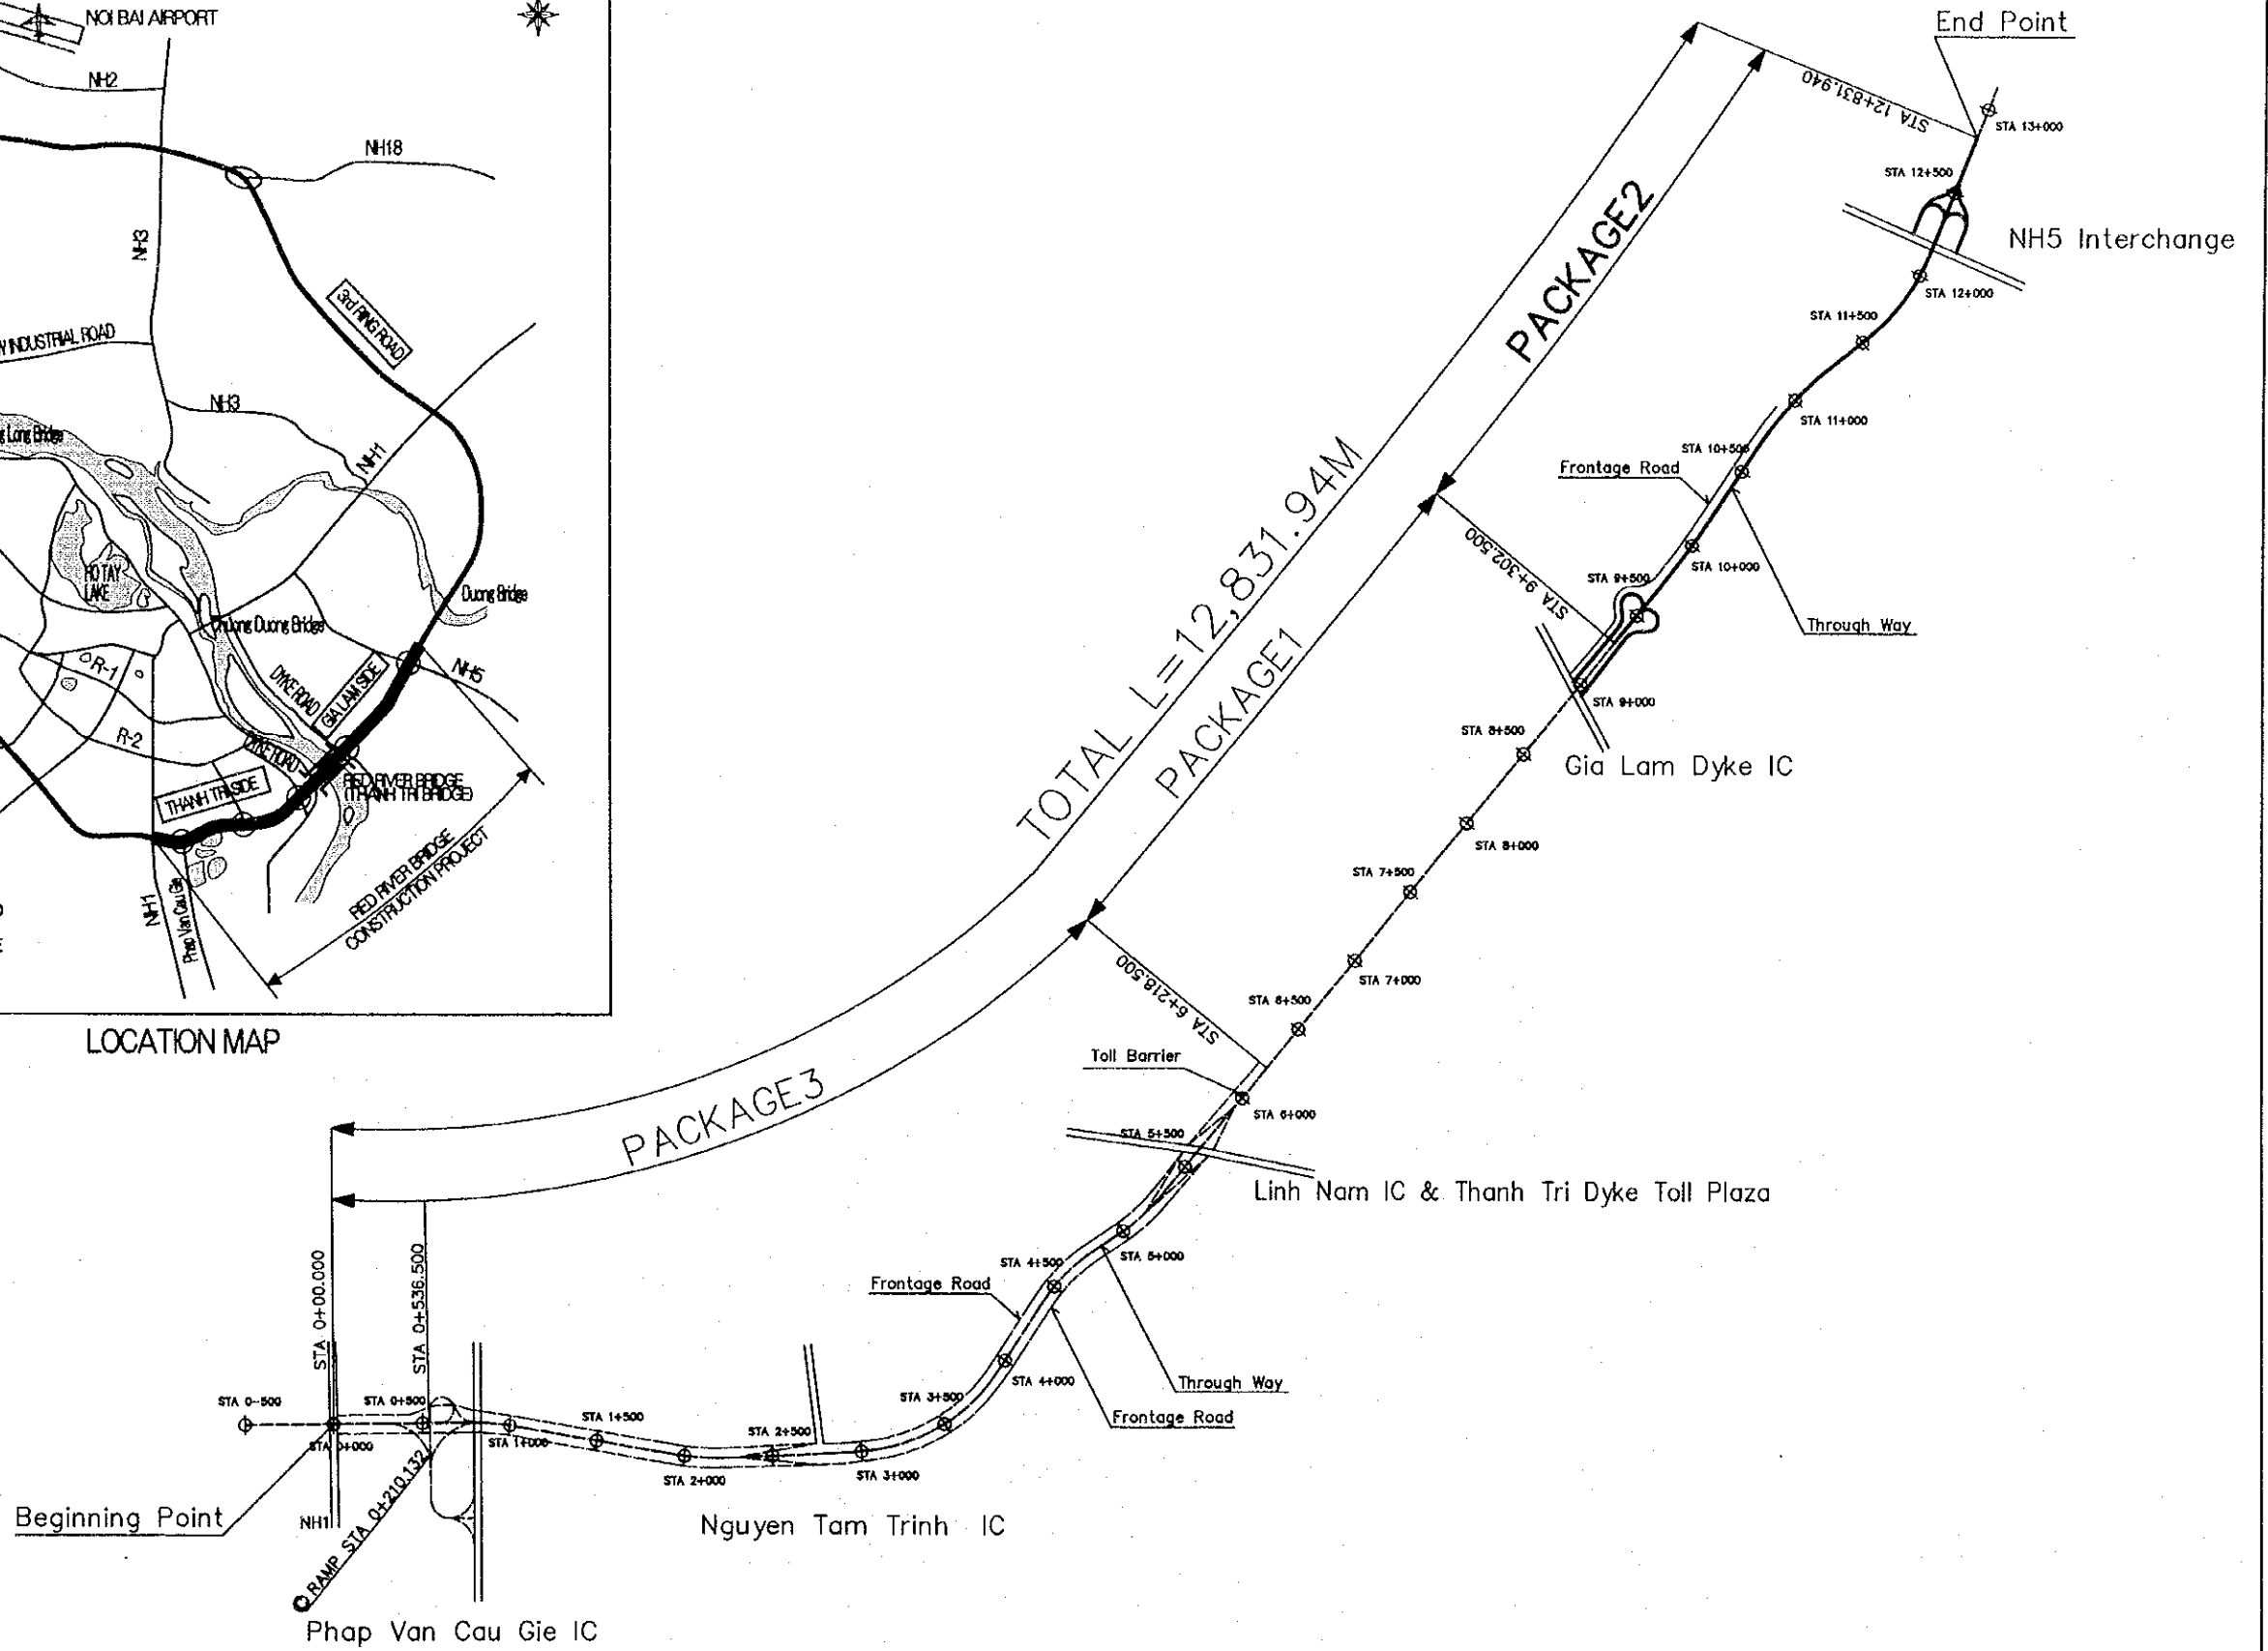 NOI BAI AIRPORT
NH2
NH18
NH3
3rd RING ROAD
INDUSTRIAL ROAD
NH3
Long Bridge
NH1
HO TAY
LAKE
Duong Bridge
Chuong Duong Bridge
R-1
DYKE ROAD
GIA LAM SIDE
NH5
R-2
DYKE ROAD
RED RIVER BRIDGE
(THANH TRI BRIDGE)
THANH TRI SIDE
RED RIVER BRIDGE
CONSTRUCTION PROJECT
NH1
Phap Van Cau Gie
LOCATION MAP
End Point
STA 12+831.940
STA 13+000
STA 12+500
NH5 Interchange
STA 12+000
STA 11+500
STA 11+000
PACKAGE2
STA 10+500
Frontage Road
STA 10+000
STA 9+302.500
STA 9+500
Through Way
STA 9+000
TOTAL L=12,831.94M
PACKAGE1
STA 8+500
Gia Lam Dyke IC
STA 8+000
STA 7+500
STA 7+000
STA 6+218.500
STA 6+500
Toll Barrier
STA 6+000
PACKAGE3
STA 5+500
Linh Nam IC & Thanh Tri Dyke Toll Plaza
STA 5+000
STA 4+500
Frontage Road
STA 0+00.000
STA 0+536.500
STA 4+000
Through Way
Frontage Road
STA 3+500
STA 0-500
STA 0+500
STA 1+500
STA 2+500
STA 0+000
STA 1+000
STA 2+000
STA 3+000
Beginning Point
NH1
RAMP STA 0+210.132
Nguyen Tam Trinh IC
Phap Van Cau Gie IC